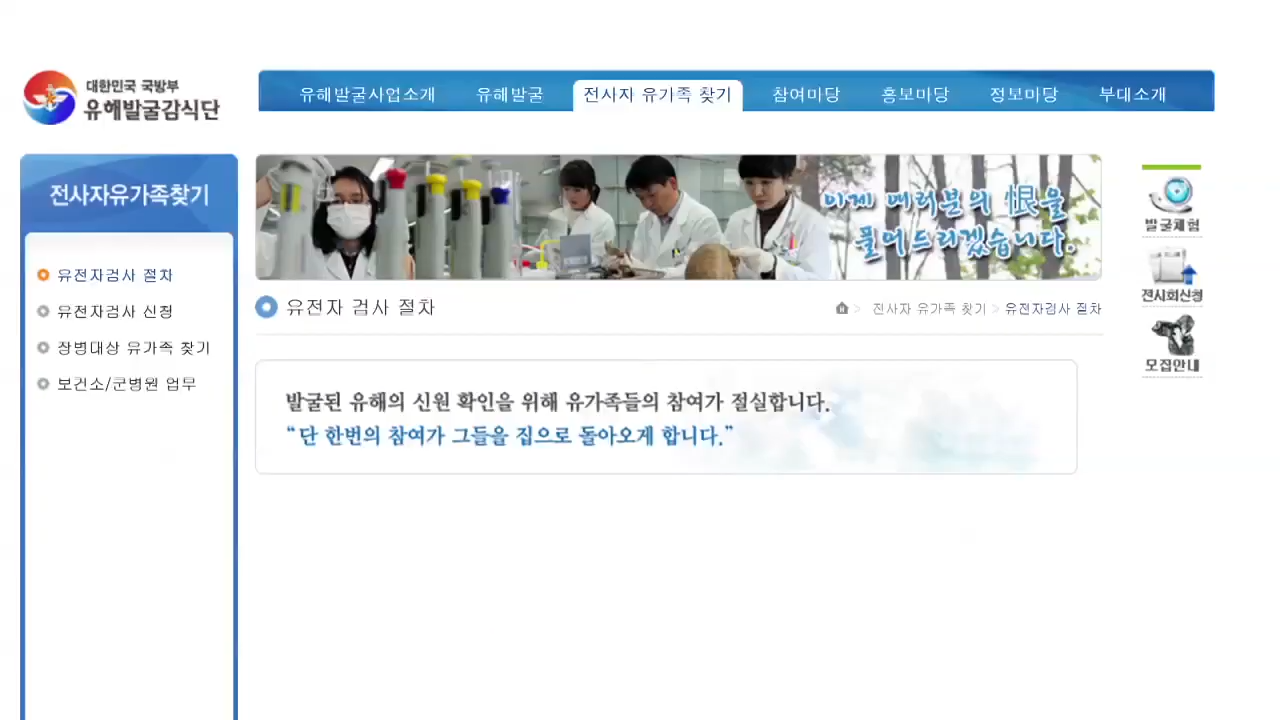 대한민국 국방부
유해발굴감식단
유해발굴사업소개 유해발굴 전사자 유가족 찾기 참여마당 홍보마당 정보마당 부대소개
전사자유가족찾기
유전자검사 절차
유전자검사 신청
장병대상 유가족 찾기
보건소/군병원 업무
이제 여러분의 恨을
풀어드리겠습니다.
유전자 검사 절차
> 전사자 유가족 찾기 > 유전자검사 절차
발굴된 유해의 신원 확인을 위해 유가족들의 참여가 절실합니다.
“단 한번의 참여가 그들을 집으로 돌아오게 합니다.”
발굴체험
전시회신청
모집안내